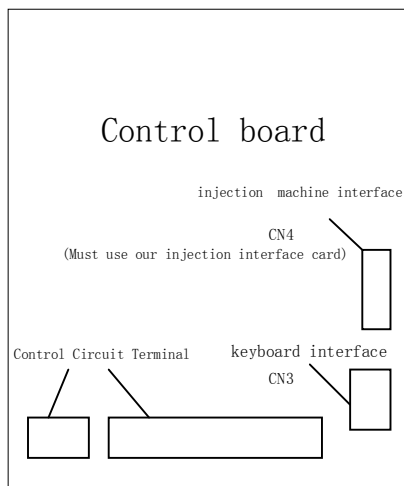 Control board
injection machine interface
CN4
(Must use our injection interface card)
Control Circuit Terminal
keyboard interface
CN3